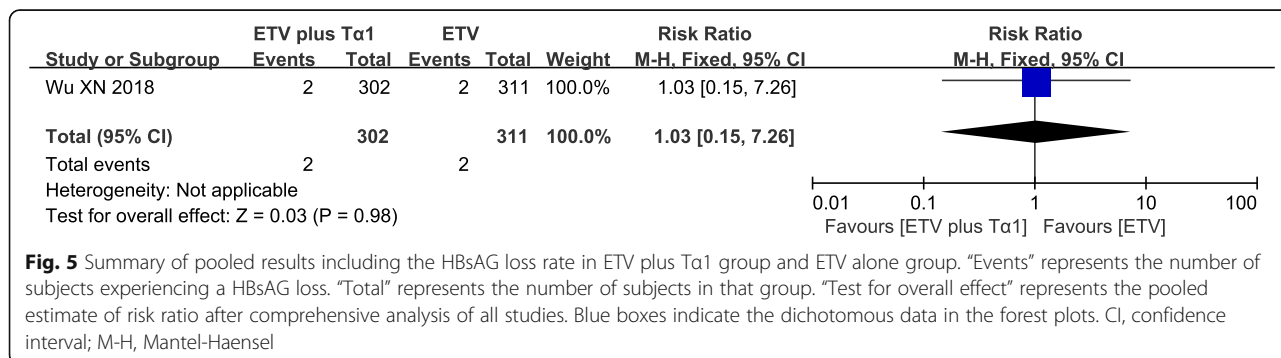 ETV plus Tα1 ETV Risk Ratio Risk Ratio
Study or Subgroup Events Total Events Total Weight M-H, Fixed, 95% CI M-H, Fixed, 95% CI
Wu XN 2018 2 302 2 311 100.0% 1.03 [0.15, 7.26]
Total (95% CI) 302 311 100.0% 1.03 [0.15, 7.26]
Total events 2 2
Heterogeneity: Not applicable
Test for overall effect: Z = 0.03 (P = 0.98)
0.01 0.1 1 10 100
Favours [ETV plus Tα1] Favours [ETV]
Fig. 5 Summary of pooled results including the HBsAG loss rate in ETV plus Tα1 group and ETV alone group. “Events” represents the number of
subjects experiencing a HBsAG loss. “Total” represents the number of subjects in that group. “Test for overall effect” represents the pooled
estimate of risk ratio after comprehensive analysis of all studies. Blue boxes indicate the dichotomous data in the forest plots. CI, confidence
interval; M-H, Mantel-Haensel